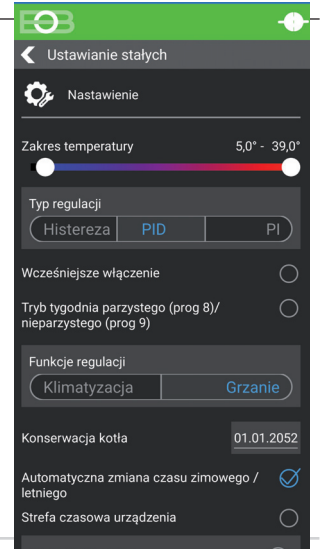 EOB
Ustawianie stałych
Nastawienie
Zakres temperatury 5,0° - 39,0°
Typ regulacji
Histereza PID PI
Wcześniejsze włączenie
Tryb tygodnia parzystego (prog 8)/
nieparzystego (prog 9)
Funkcje regulacji
Klimatyzacja Grzanie
Konserwacja kotła 01.01.2052
Automatyczna zmiana czasu zimowego /
letniego
Strefa czasowa urządzenia